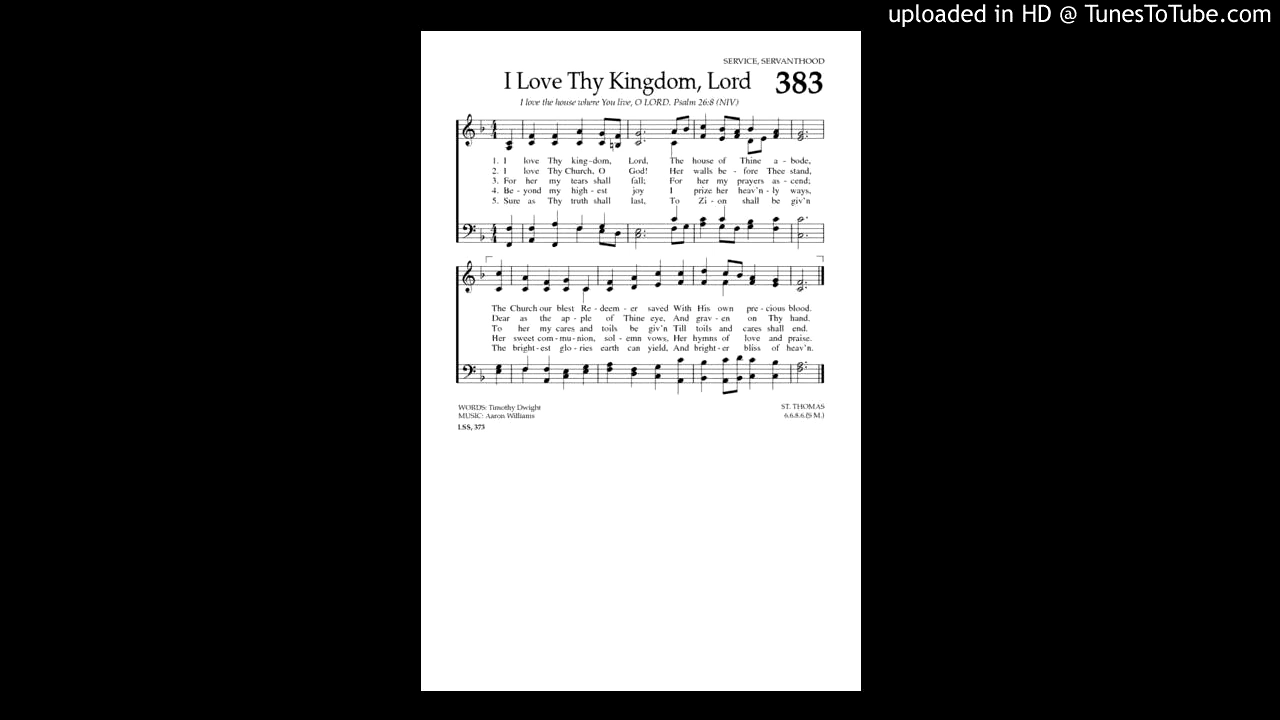 uploaded in HD @ TunesToTube.com
SERVICE, SERVANTHOOD
I Love Thy Kingdom, Lord 383
I love the house where You live, O LORD. Psalm 26:8 (NIV)
1. I love Thy king-dom, Lord, The house of Thine a - bode,
2. I love Thy Church, O God! Her walls be - fore Thee stand,
3. For her my tears shall fall; For her my prayers as - cend;
4. Be - yond my high - est joy I prize her heav'n - ly ways,
5. Sure as Thy truth shall last, To Zi - on shall be giv'n
The Church our blest Re - deem - er saved With His own pre - cious blood.
Dear as the ap - ple of Thine eye, And grav - en on Thy hand.
To her my cares and toils be giv'n Till toils and cares shall end.
Her sweet com - mu - nion, sol - emn vows, Her hymns of love and praise.
The bright - est glo - ries earth can yield, And bright - er bliss of heav'n.
WORDS: Timothy Dwight ST. THOMAS
MUSIC: Aaron Williams 6.6.8.6.(S M.)
LSS, 373